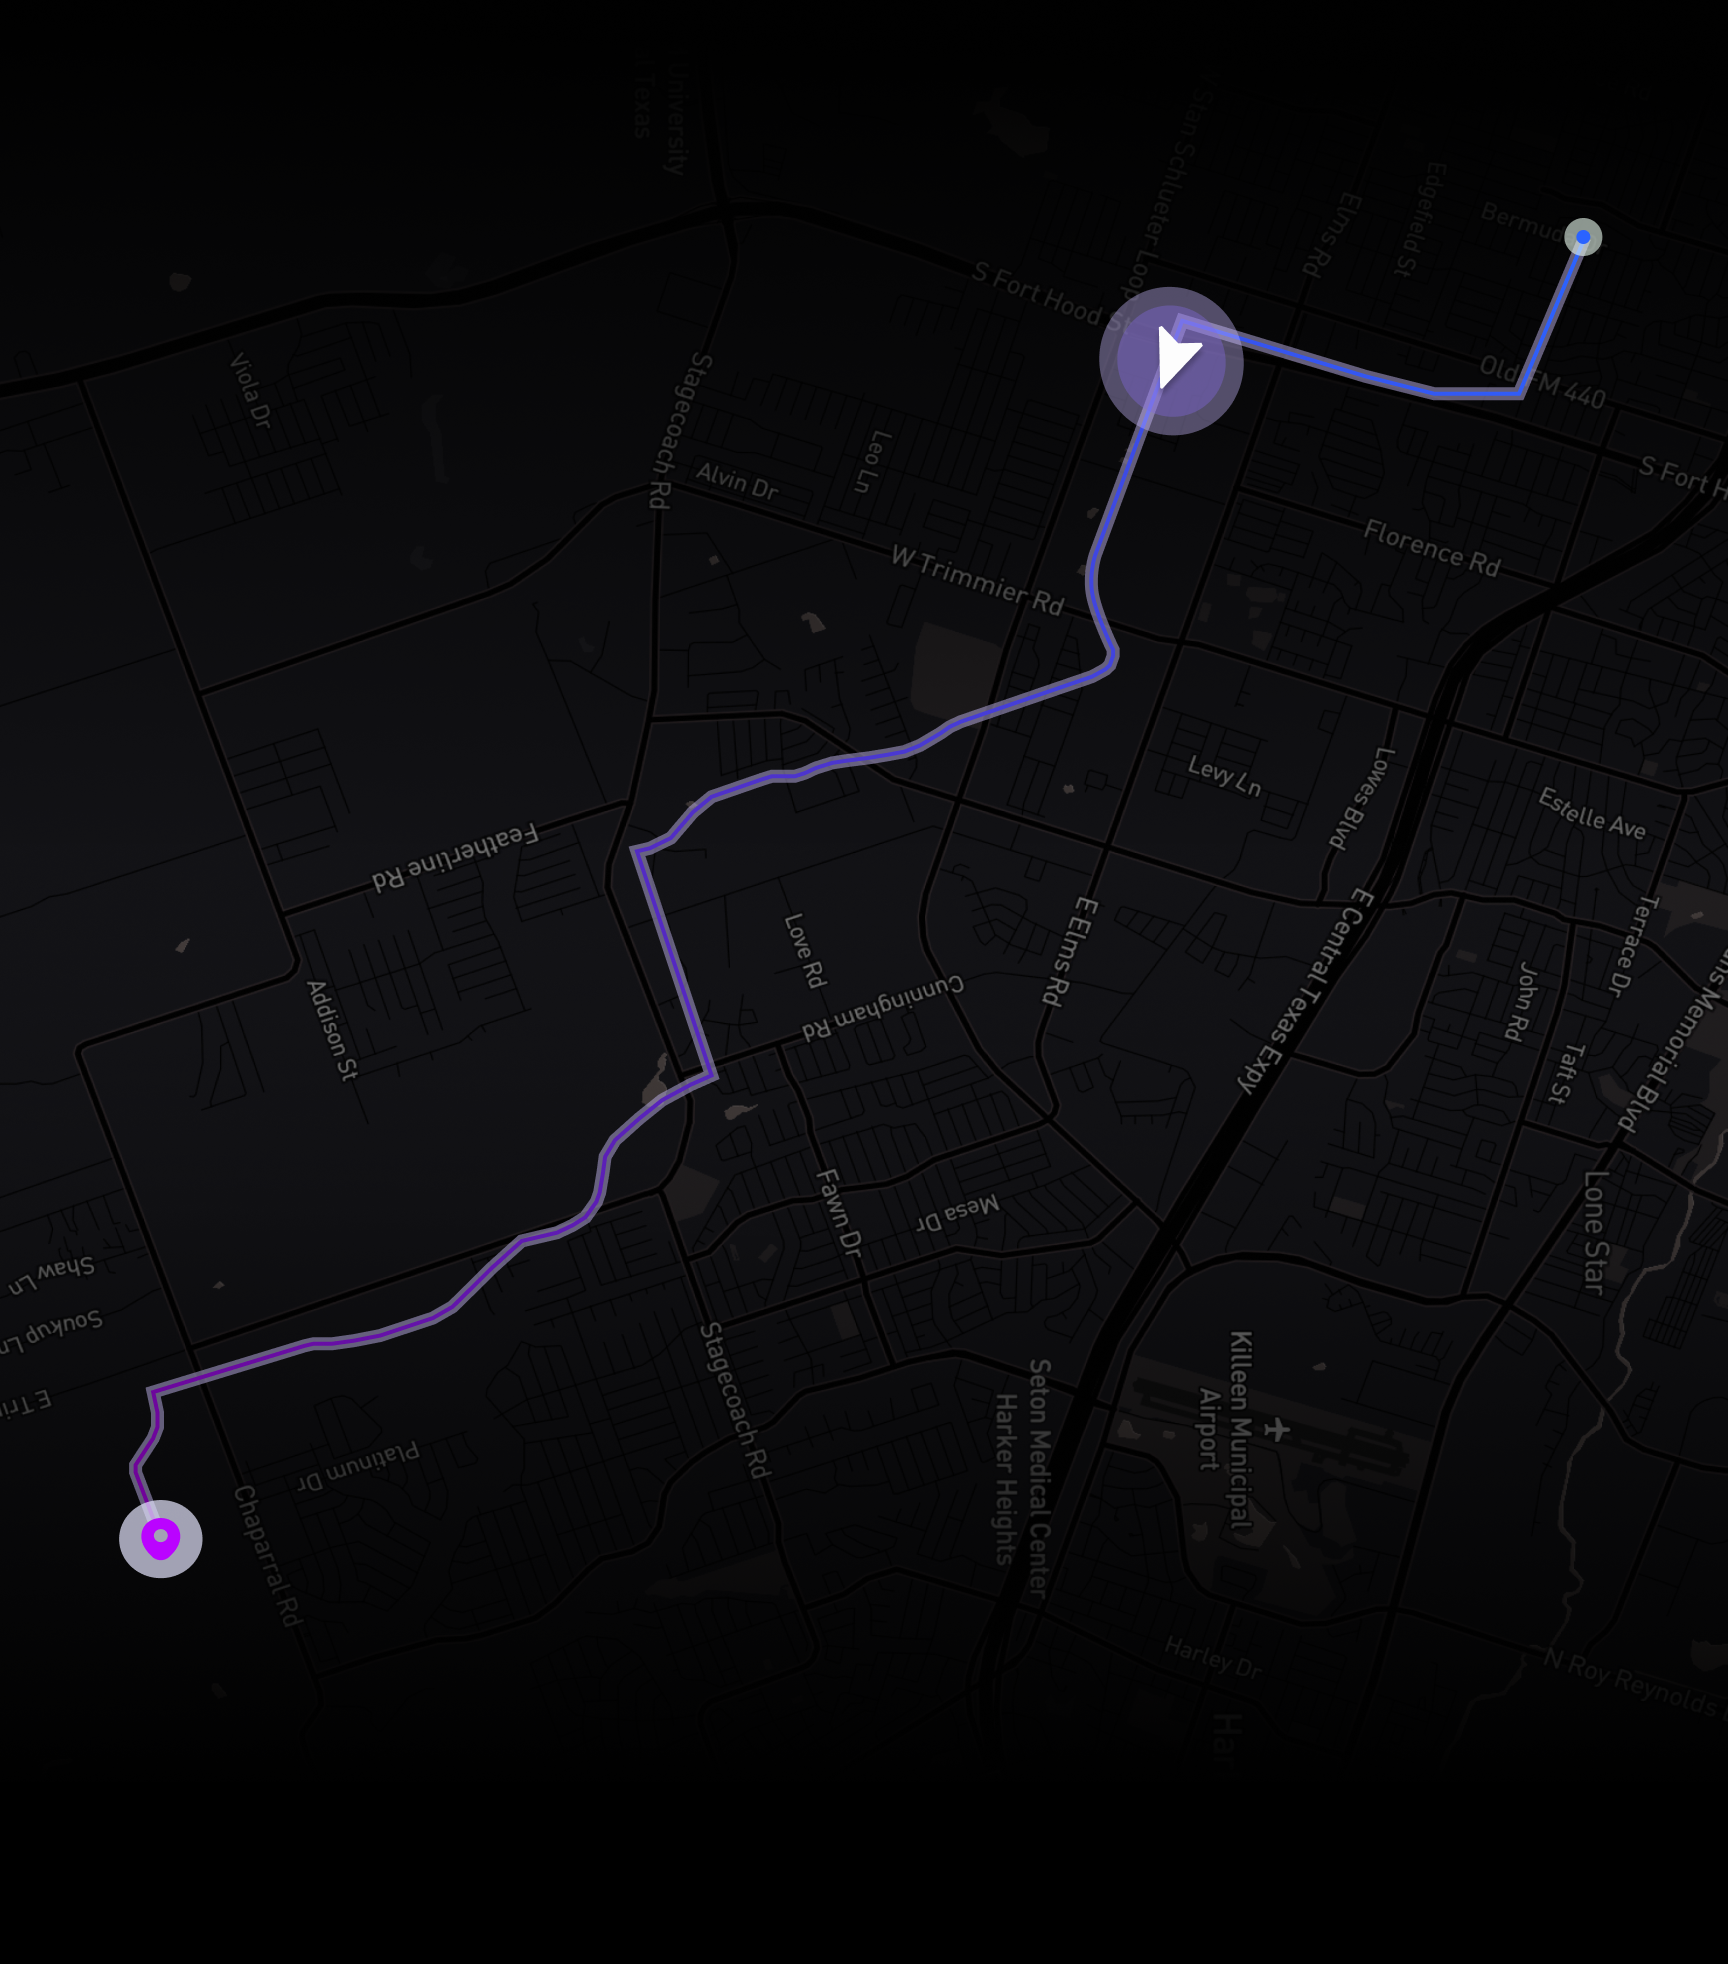 University
Texas
Stan Schlueter Loop
Elms Rd
Edgefield St
S Fort Hood St
Old FM 440
Viola Dr
Stagecoach Rd
Leo Ln
Alvin Dr
S Fort H
Florence Rd
W Trimmier Rd
Levy Ln
Lowes Blvd
Estelle Ave
Featherline Rd
Love Rd
E Elms Rd
E Central Texas Expy
Terrace Dr
Cunningham Rd
John Rd
Addison St
Taft St
Memorial Blvd
Fawn Dr
Mesa Dr
Lone Star
Shaw Ln
Soukup Ln
Stagecoach Rd
Killeen Municipal
Airport
Seton Medical Center
Harker Heights
Platinum Dr
Chaparral Rd
Harley Dr
N Roy Reynolds
Har